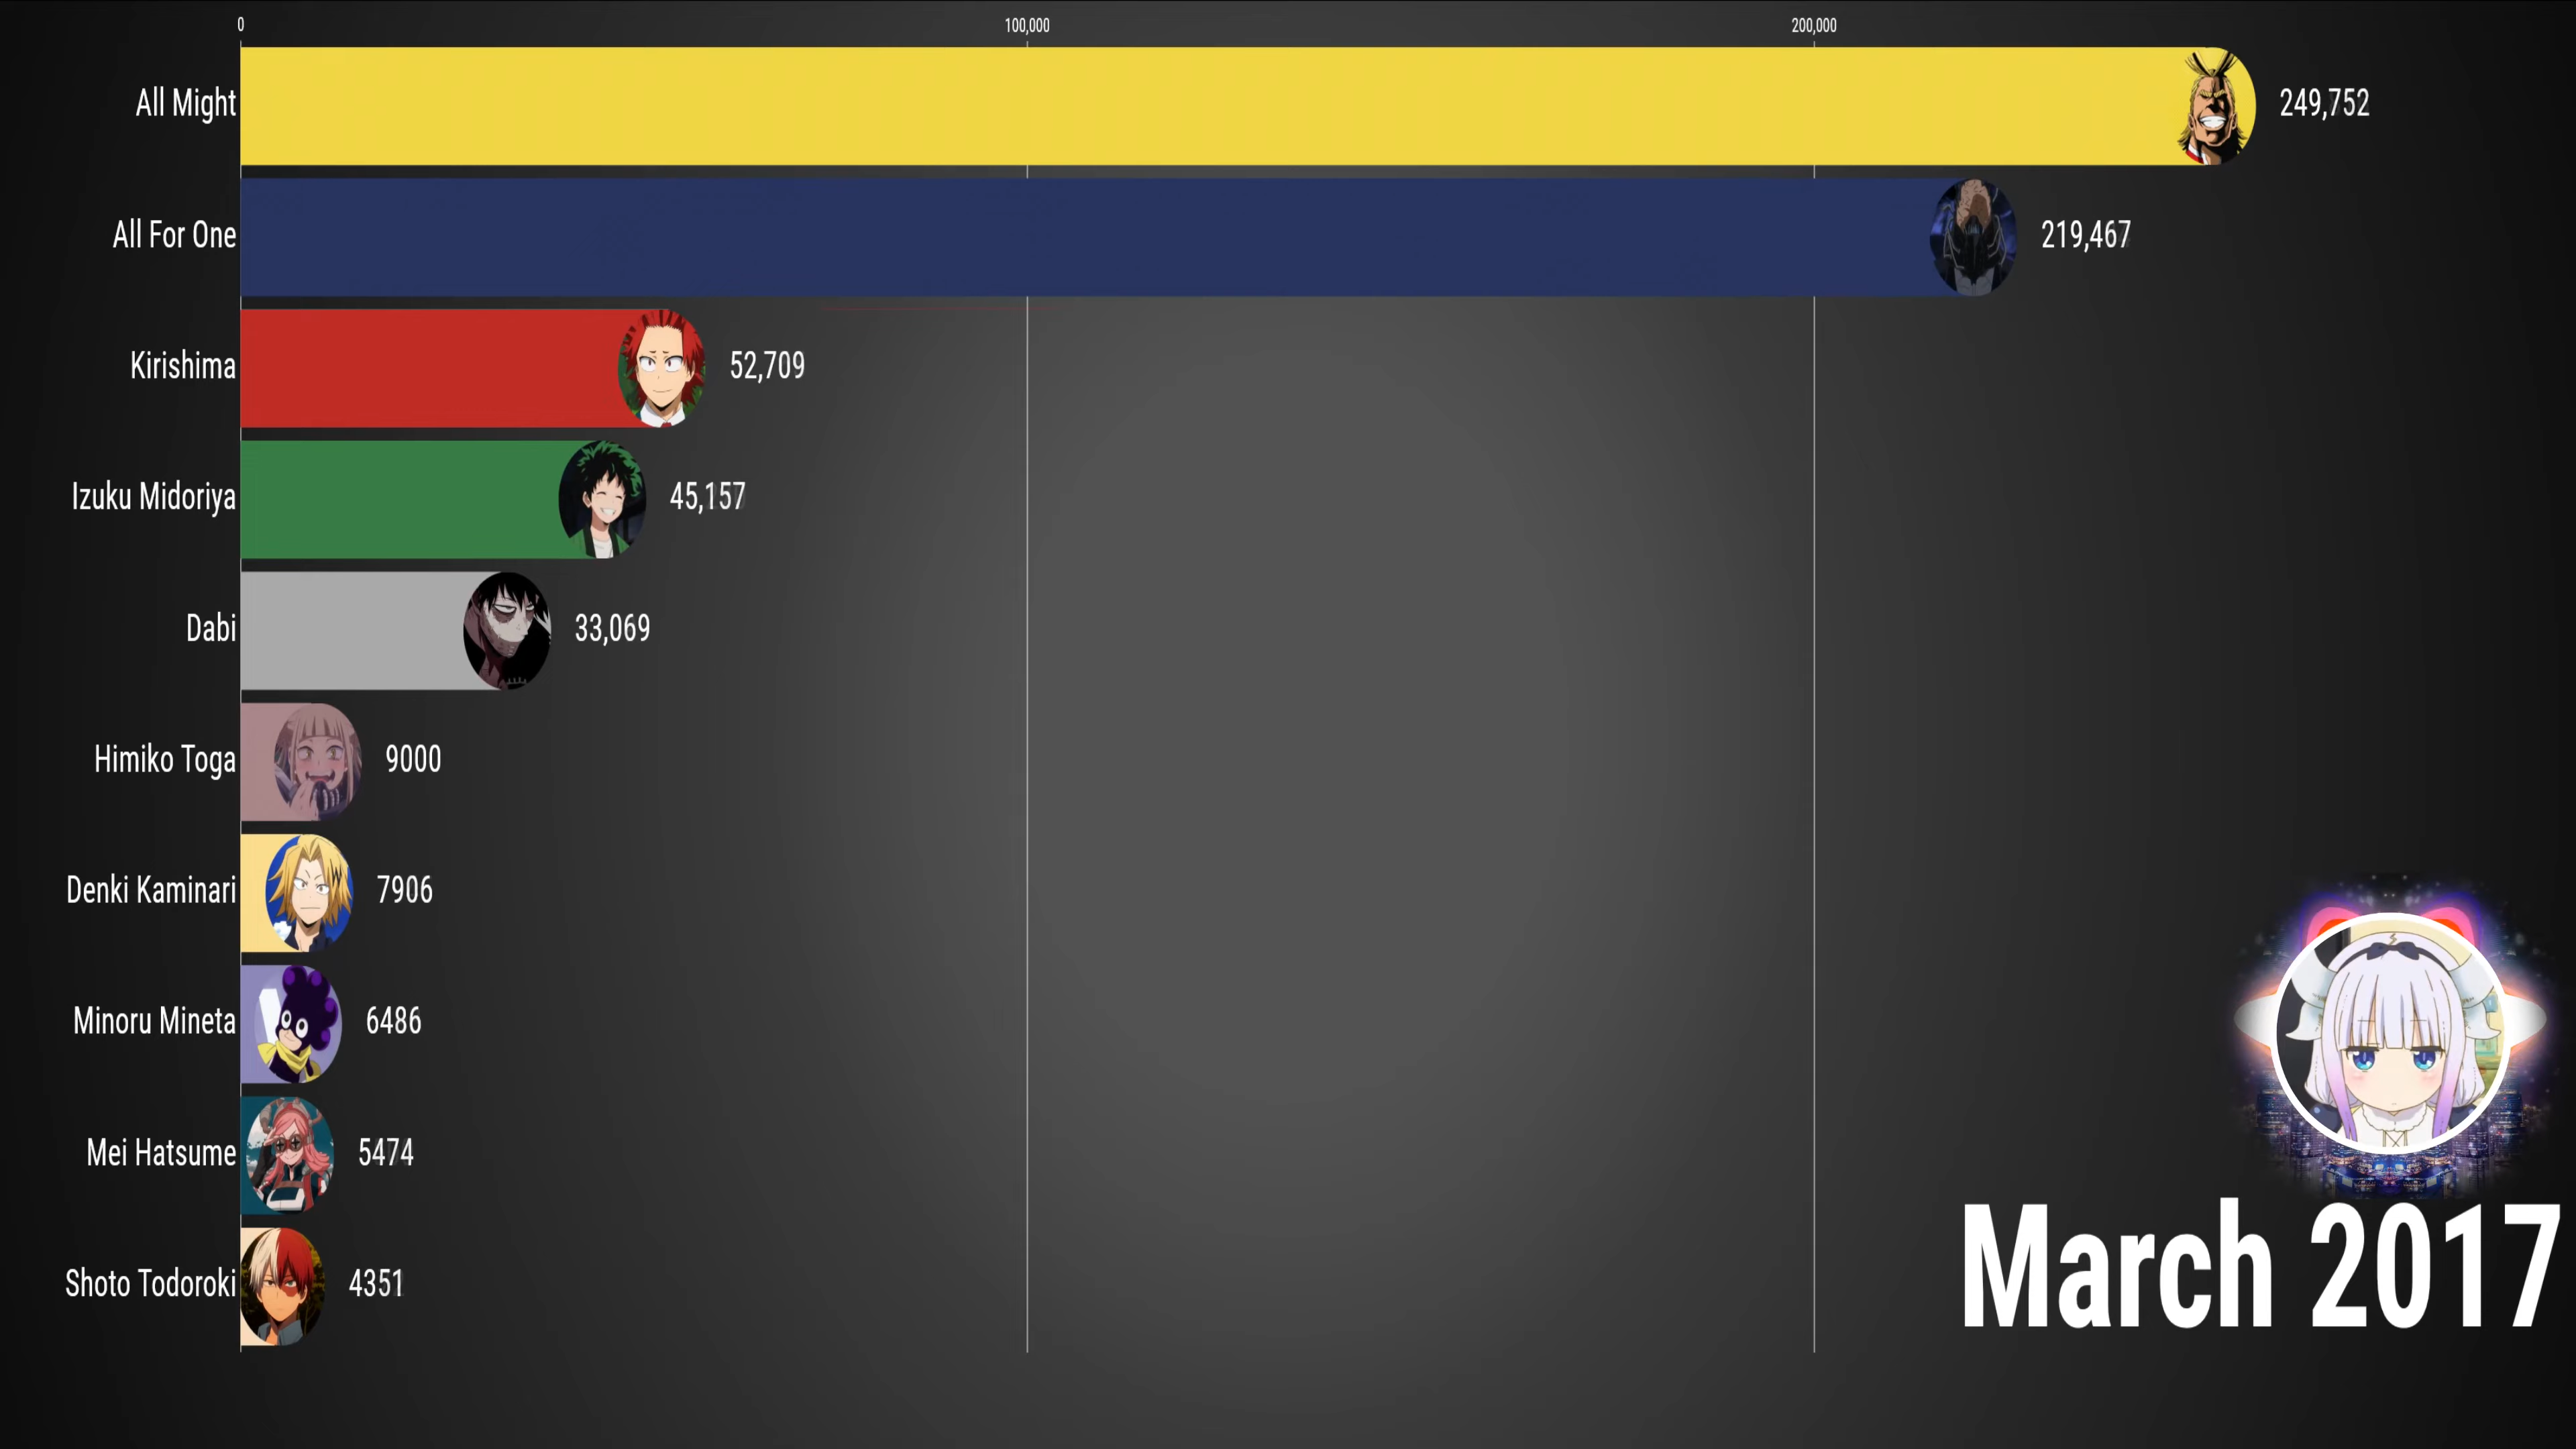 0 100,000 200,000
All Might 249,752
All For One 219,467
Kirishima 52,709
Izuku Midoriya 45,157
Dabi 33,069
Himiko Toga 9000
Denki Kaminari 7906
Minoru Mineta 6486
Mei Hatsume 5474
Shoto Todoroki 4351
March 2017